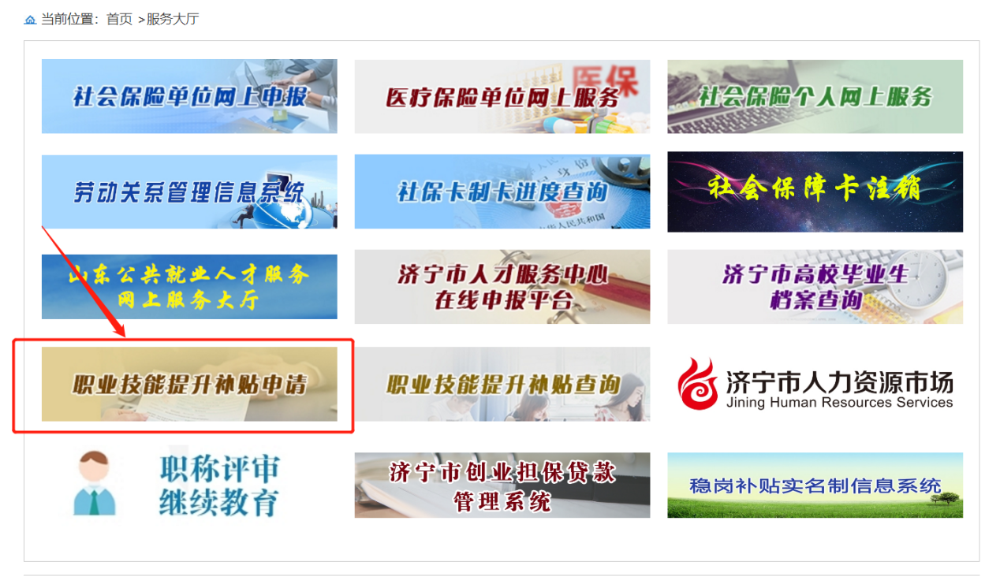 当前位置：首页 >服务大厅
社会保险单位网上申报
医保
医疗保险单位网上服务
社会保险个人网上服务
劳动关系管理信息系统
社保卡制卡进度查询
社会保障卡注销
山东公共就业人才服务
网上服务大厅
济宁市人才服务中心
在线申报平台
济宁市高校毕业生
档案查询
职业技能提升补贴申请
职业技能提升补贴查询
济宁市人力资源市场
Jining Human Resources Services
职称评审
继续教育
济宁市创业担保贷款
管理系统
稳岗补贴实名制信息系统